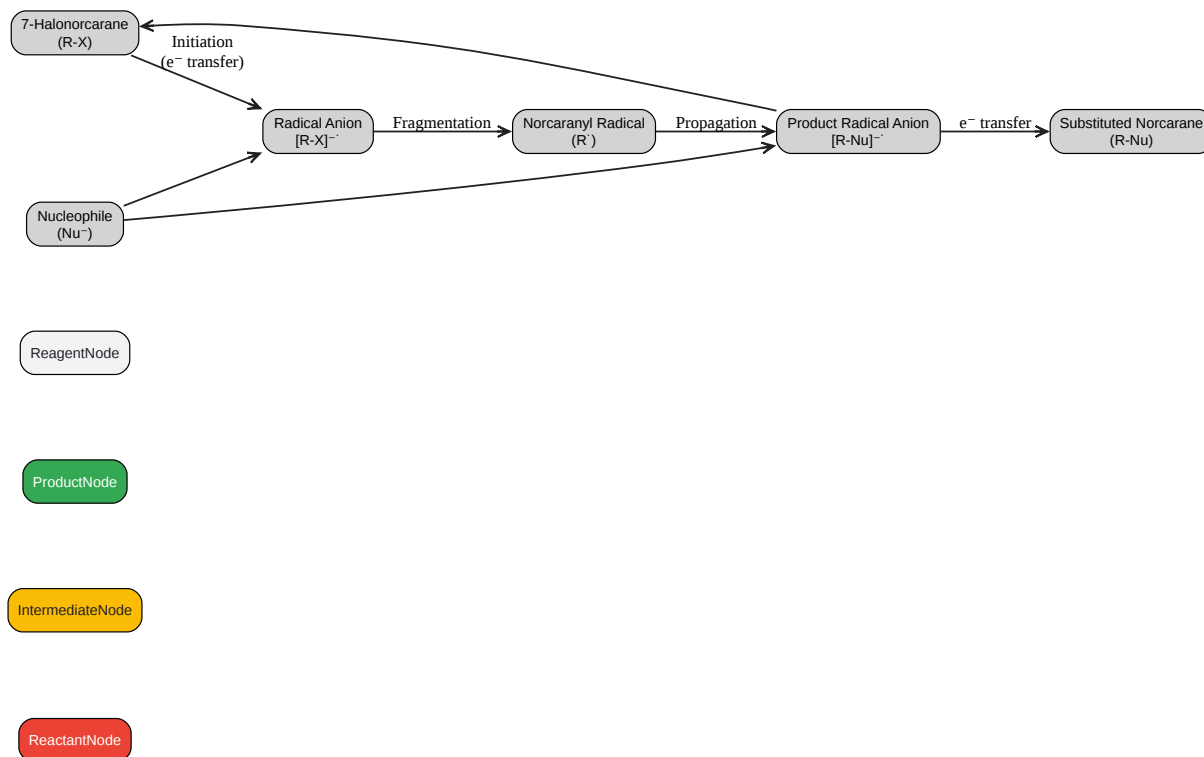 7-Halonorcarane
(R-X)
Initiation
(e⁻ transfer)
Radical Anion
[R-X]⁻˙
Fragmentation
Norcaranyl Radical
(R˙)
Propagation
Product Radical Anion
[R-Nu]⁻˙
e⁻ transfer
Substituted Norcarane
(R-Nu)
Nucleophile
(Nu⁻)
ReagentNode
ProductNode
IntermediateNode
ReactantNode